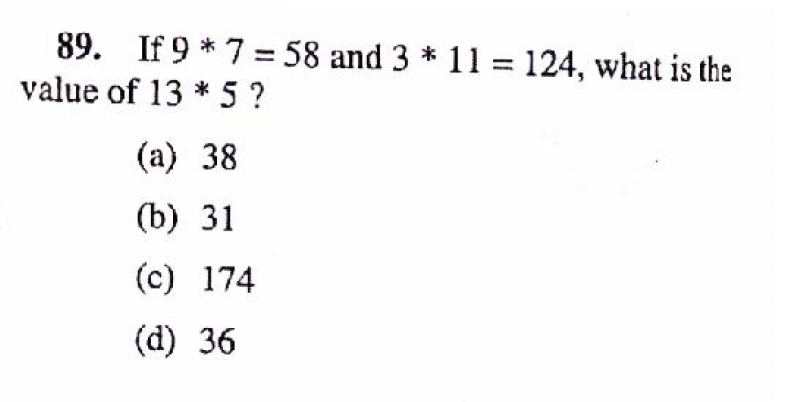 89. If 9 * 7 = 58 and 3 * 11 = 124, what is the
value of 13 * 5 ?
(a) 38
(b) 31
(c) 174
(d) 36